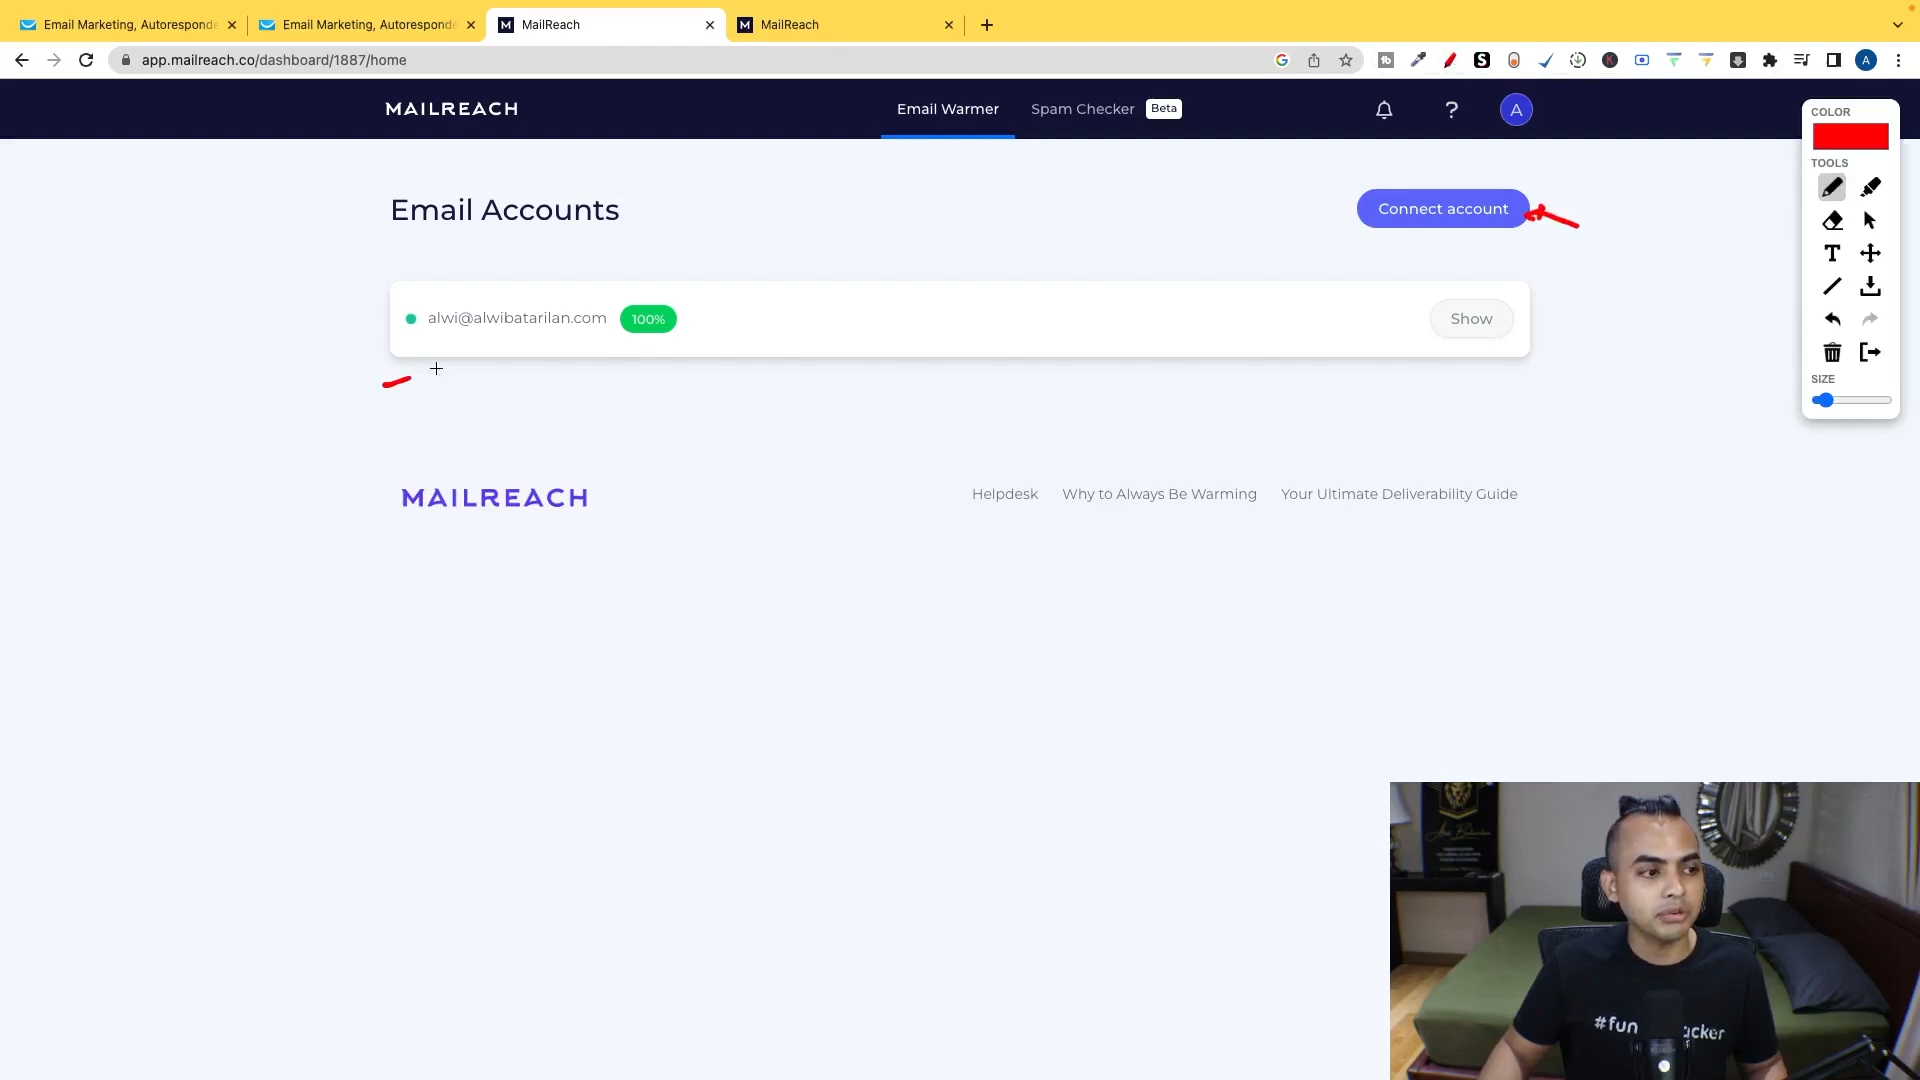 Email Marketing, Autoresponde
Email Marketing, Autoresponde
MailReach
MailReach
app.mailreach.co/dashboard/1887/home
MAILREACH
Email Warmer
Spam Checker
Beta
A
COLOR
TOOLS
SIZE
Email Accounts
Connect account
alwi@alwibatarilan.com
100%
Show
MAILREACH
Helpdesk
Why to Always Be Warming
Your Ultimate Deliverability Guide
#fun
acker